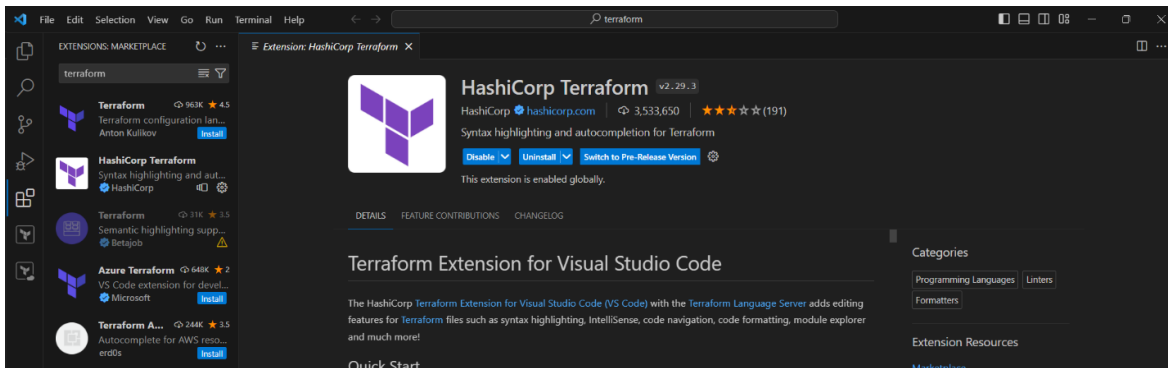 File Edit Selection View Go Run Terminal Help
terraform
EXTENSIONS: MARKETPLACE
terraform
Terraform 963K ★ 4.5
Terraform configuration lan...
Anton Kulikov Install
HashiCorp Terraform
Syntax highlighting and aut...
HashiCorp
Terraform 31K ★ 3.5
Semantic highlighting supp...
Betajob
Azure Terraform 648K ★ 2
VS Code extension for devel...
Microsoft Install
Terraform A... 244K ★ 3.5
Autocomplete for AWS reso...
erd0s Install
Extension: HashiCorp Terraform
HashiCorp Terraform v2.29.3
HashiCorp hashicorp.com | 3,533,650 | ★★★☆☆(191)
Syntax highlighting and autocompletion for Terraform
Disable Uninstall Switch to Pre-Release Version
This extension is enabled globally.
DETAILS FEATURE CONTRIBUTIONS CHANGELOG
Terraform Extension for Visual Studio Code
The HashiCorp Terraform Extension for Visual Studio Code (VS Code) with the Terraform Language Server adds editing
features for Terraform files such as syntax highlighting, IntelliSense, code navigation, code formatting, module explorer
and much more!
Quick Start
Categories
Programming Languages Linters
Formatters
Extension Resources
Marketplace